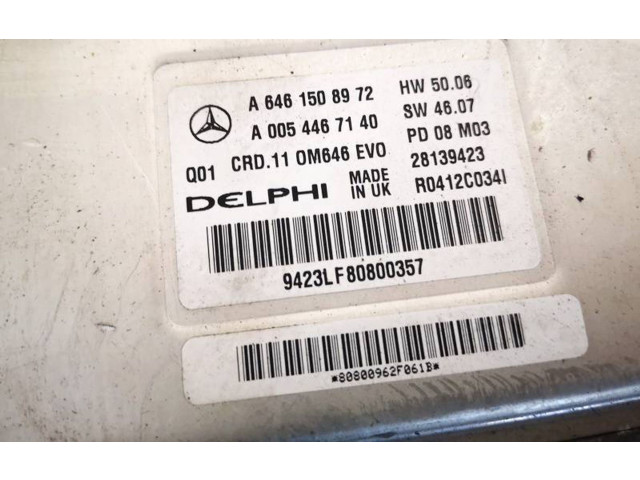 A 646 150 89 72 HW 50.06
A 005 446 71 40 SW 46.07
Q01 CRD.11 OM646 EVO PD 08 M03
DELPHI MADE IN UK 28139423
R0412C034I
9423LF80800357
*80800962F061B*